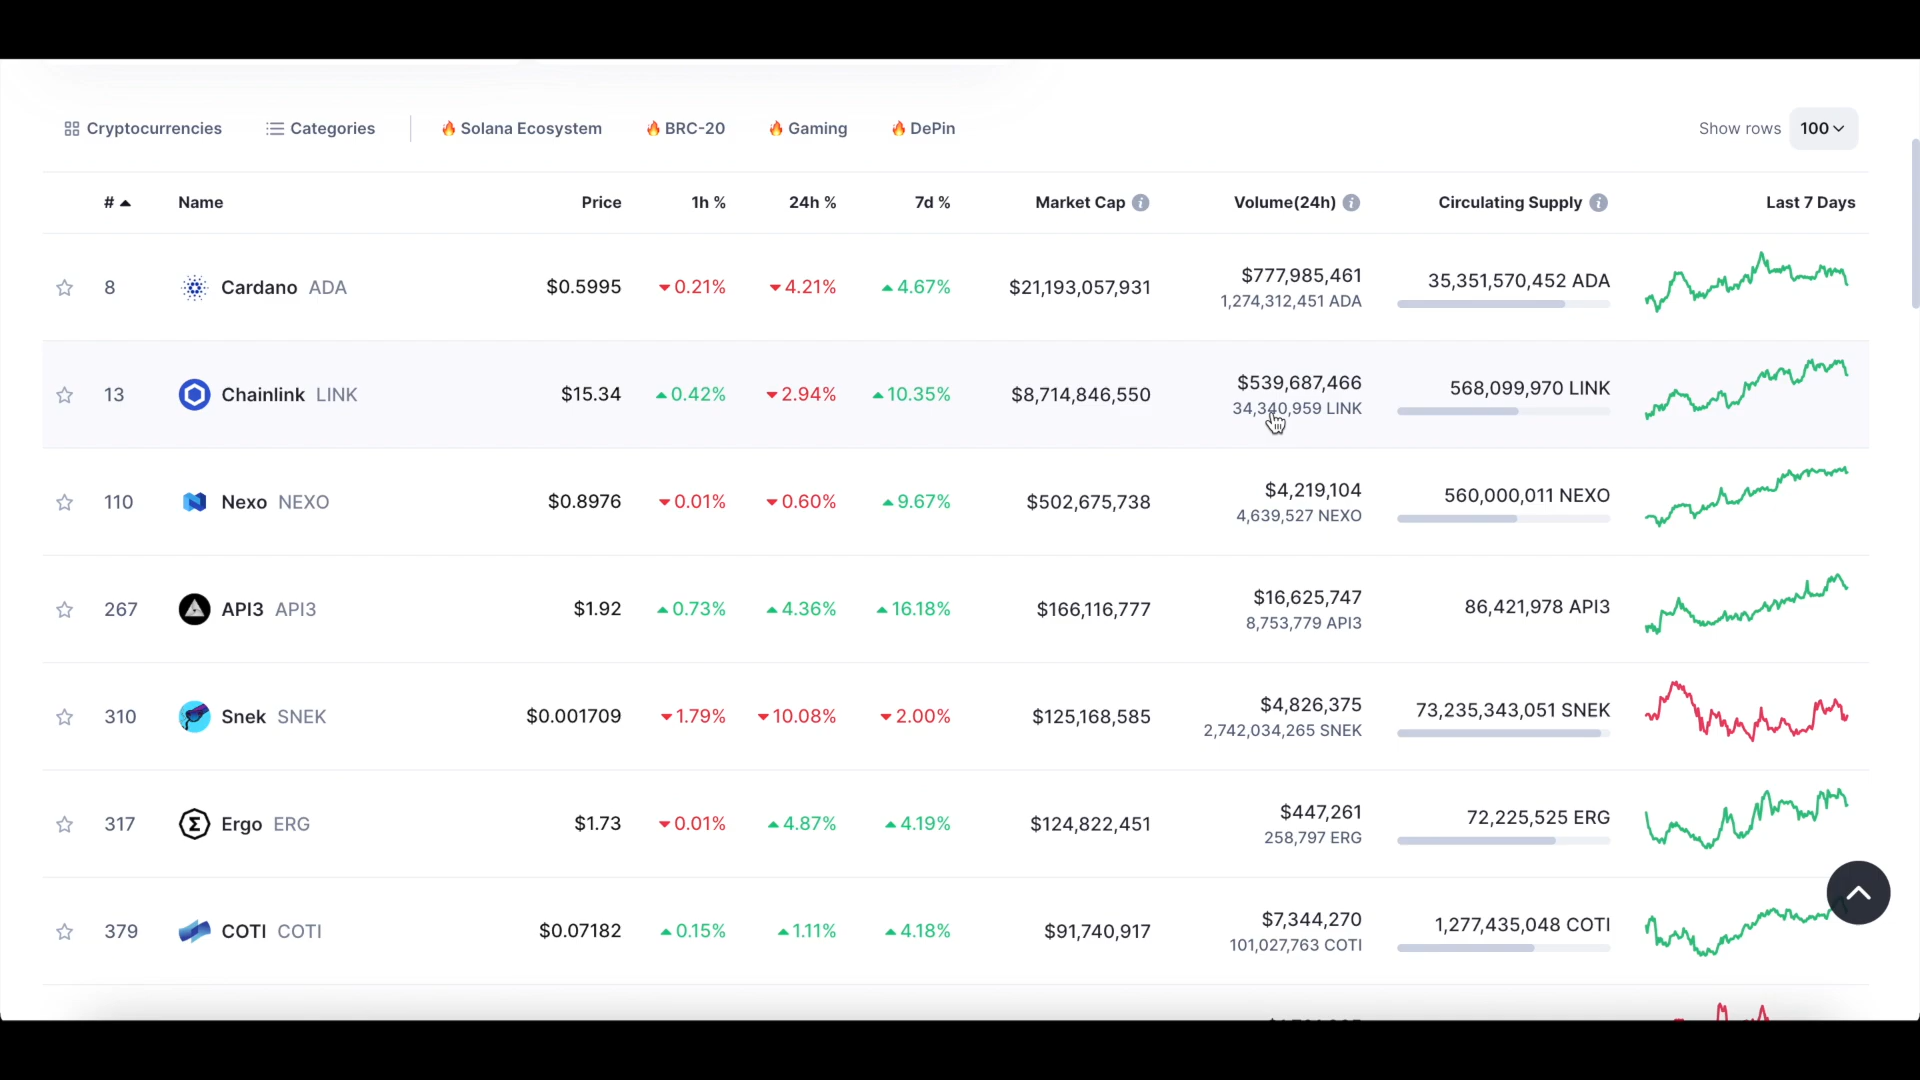 Cryptocurrencies Categories Solana Ecosystem BRC-20 Gaming DePin Show rows 100
# Name Price 1h % 24h % 7d % Market Cap Volume(24h) Circulating Supply Last 7 Days
8 Cardano ADA $0.5995 0.21% 4.21% 4.67% $21,193,057,931 $777,985,461 35,351,570,452 ADA
1,274,312,451 ADA
13 Chainlink LINK $15.34 0.42% 2.94% 10.35% $8,714,846,550 $539,687,466 568,099,970 LINK
34,340,959 LINK
110 Nexo NEXO $0.8976 0.01% 0.60% 9.67% $502,675,738 $4,219,104 560,000,011 NEXO
4,639,527 NEXO
267 API3 API3 $1.92 0.73% 4.36% 16.18% $166,116,777 $16,625,747 86,421,978 API3
8,753,779 API3
310 Snek SNEK $0.001709 1.79% 10.08% 2.00% $125,168,585 $4,826,375 73,235,343,051 SNEK
2,742,034,265 SNEK
317 Ergo ERG $1.73 0.01% 4.87% 4.19% $124,822,451 $447,261 72,225,525 ERG
258,797 ERG
379 COTI COTI $0.07182 0.15% 1.11% 4.18% $91,740,917 $7,344,270 1,277,435,048 COTI
101,027,763 COTI